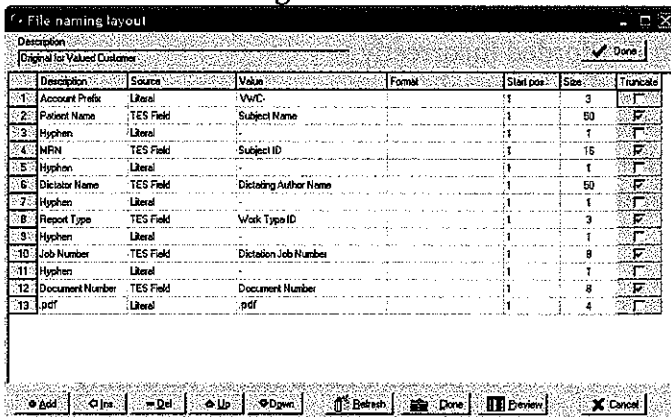 File naming layout
Description
Original for Valued Customer
Done
Description Source Value Format Start pos Size Truncate
1 Account Prefix Literal VWC- 1 3
2 Patient Name TES Field Subject Name 1 50
3 Hyphen Literal - 1 1
4 MRN TES Field Subject ID 1 16
5 Hyphen Literal - 1 1
6 Dictator Name TES Field Dictating Author Name 1 50
7 Hyphen Literal - 1 1
8 Report Type TES Field Work Type ID 1 3
9 Hyphen Literal - 1 1
10 Job Number TES Field Dictation Job Number 1 8
11 Hyphen Literal - 1 1
12 Document Number TES Field Document Number 1 8
13 .pdf Literal .pdf 1 4
Add Ins Del Up Down Refresh Done Preview Cancel